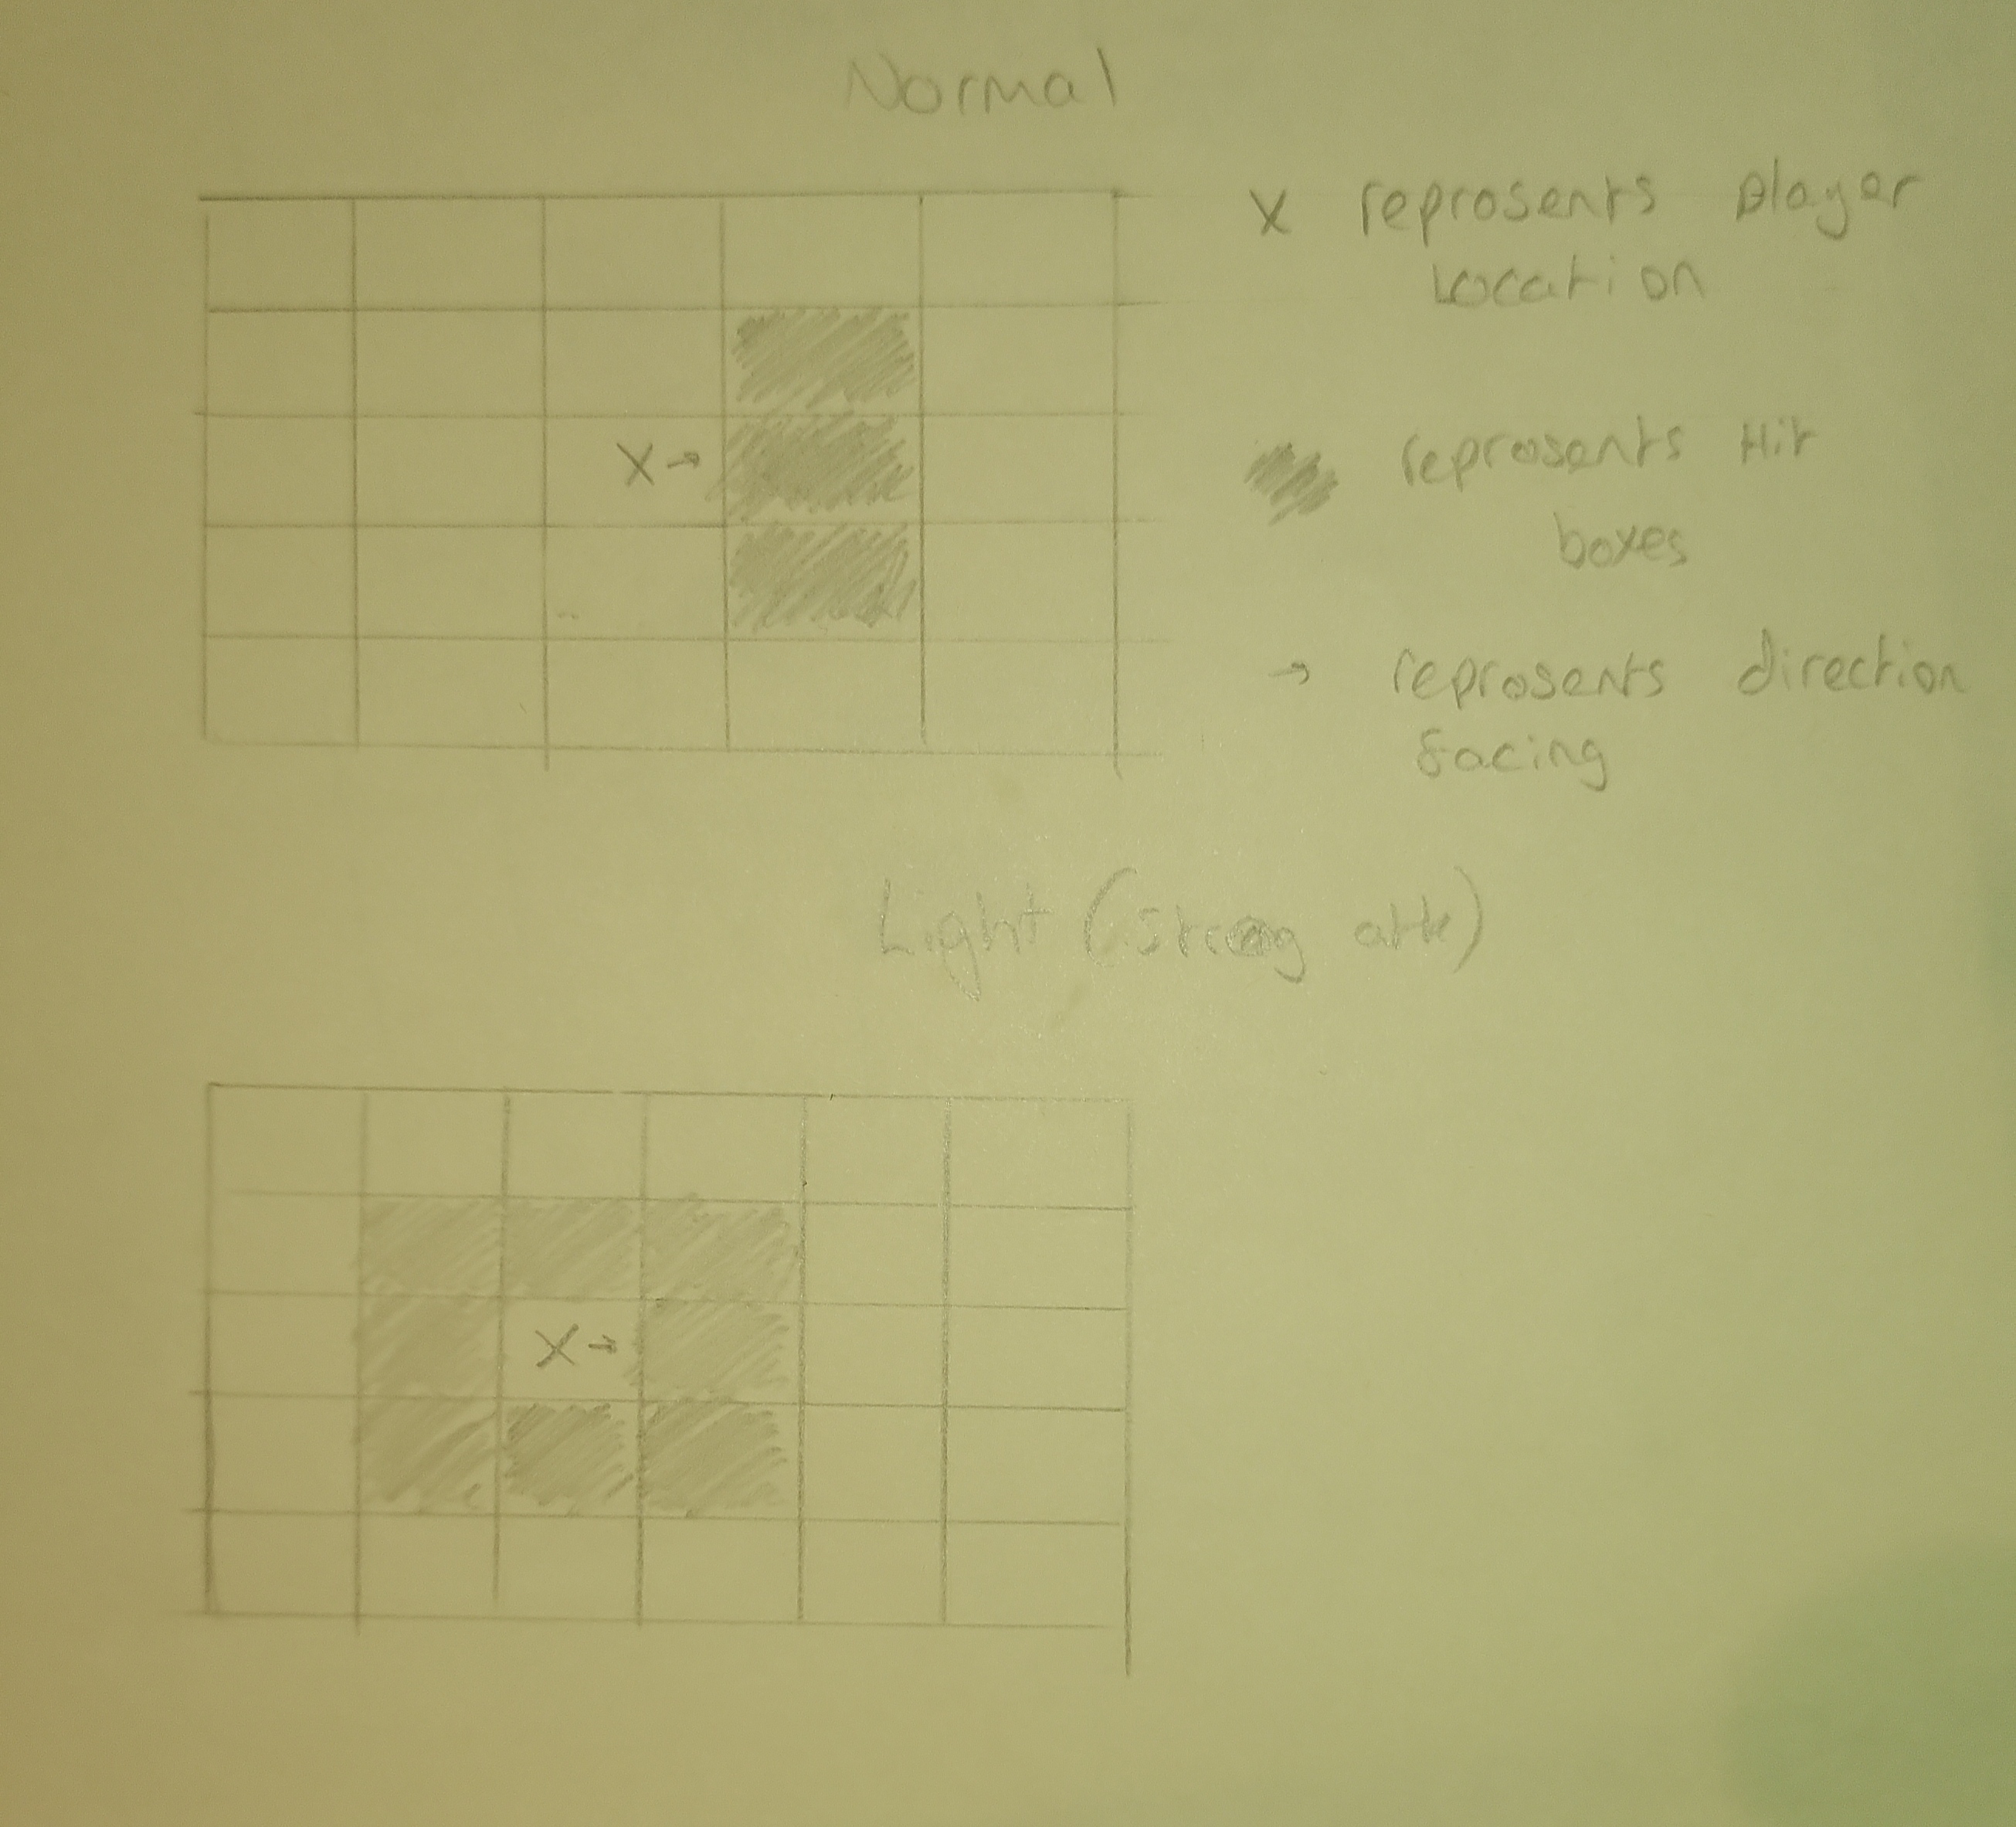 Normal
X represents player
Location
represents Hit
boxes
→ represents direction
facing
X→
Light (strong attk)
X→